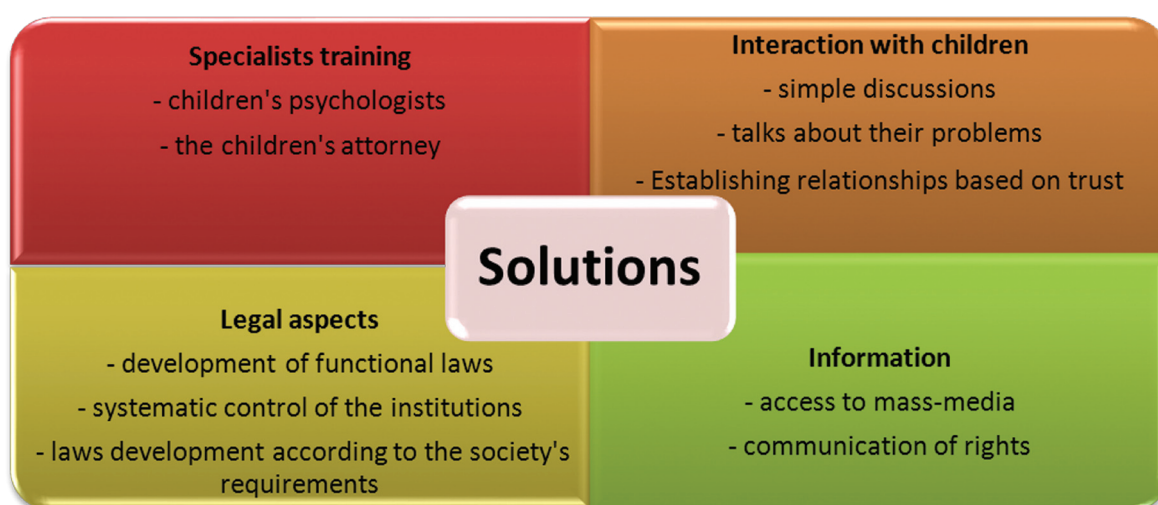 Specialists training
- children's psychologists
- the children's attorney
Interaction with children
- simple discussions
- talks about their problems
- Establishing relationships based on trust
Solutions
Legal aspects
- development of functional laws
- systematic control of the institutions
- laws development according to the society's
requirements
Information
- access to mass-media
- communication of rights